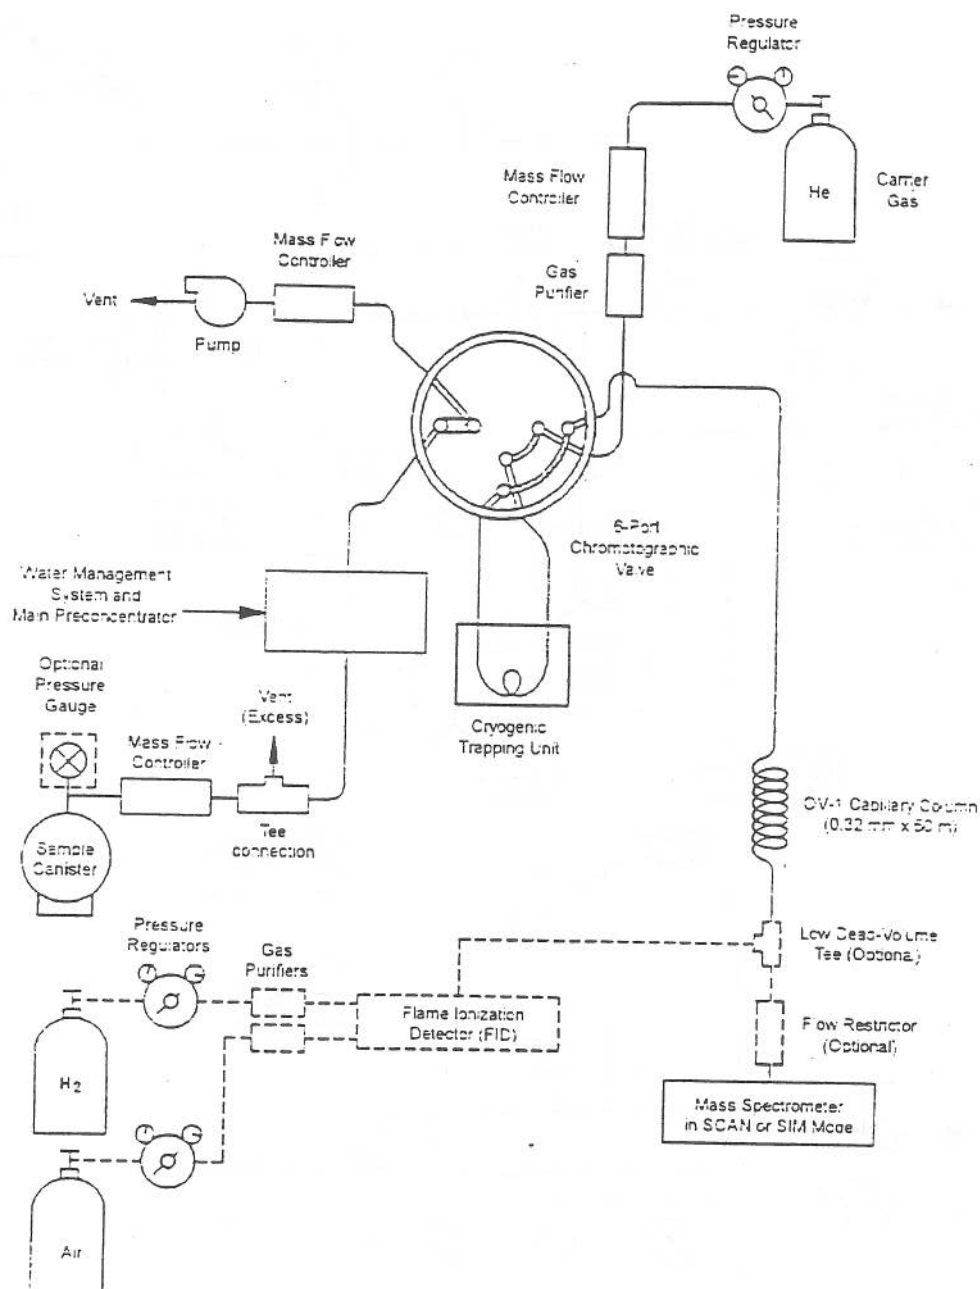 Pressure
Regulator
Mass Flow
Controller
He
Carrier
Gas
Mass Flow
Controller
Gas
Purifier
Vent
Pump
6-Port
Chromatographic
Valve
Water Management
System and
Main Preconcentrator
Optional
Pressure
Gauge
Vent
(Excess)
Cryogenic
Trapping Unit
Mass Flow
Controller
OV-1 Capillary Column
(0.32 mm x 50 m)
Tee
connection
Sample
Canister
Pressure
Regulators
Gas
Purifiers
Low Dead-Volume
Tee (Optional)
Flame Ionization
Detector (FID)
Flow Restrictor
(Optional)
H2
Mass Spectrometer
in SCAN or SIM Mode
Air